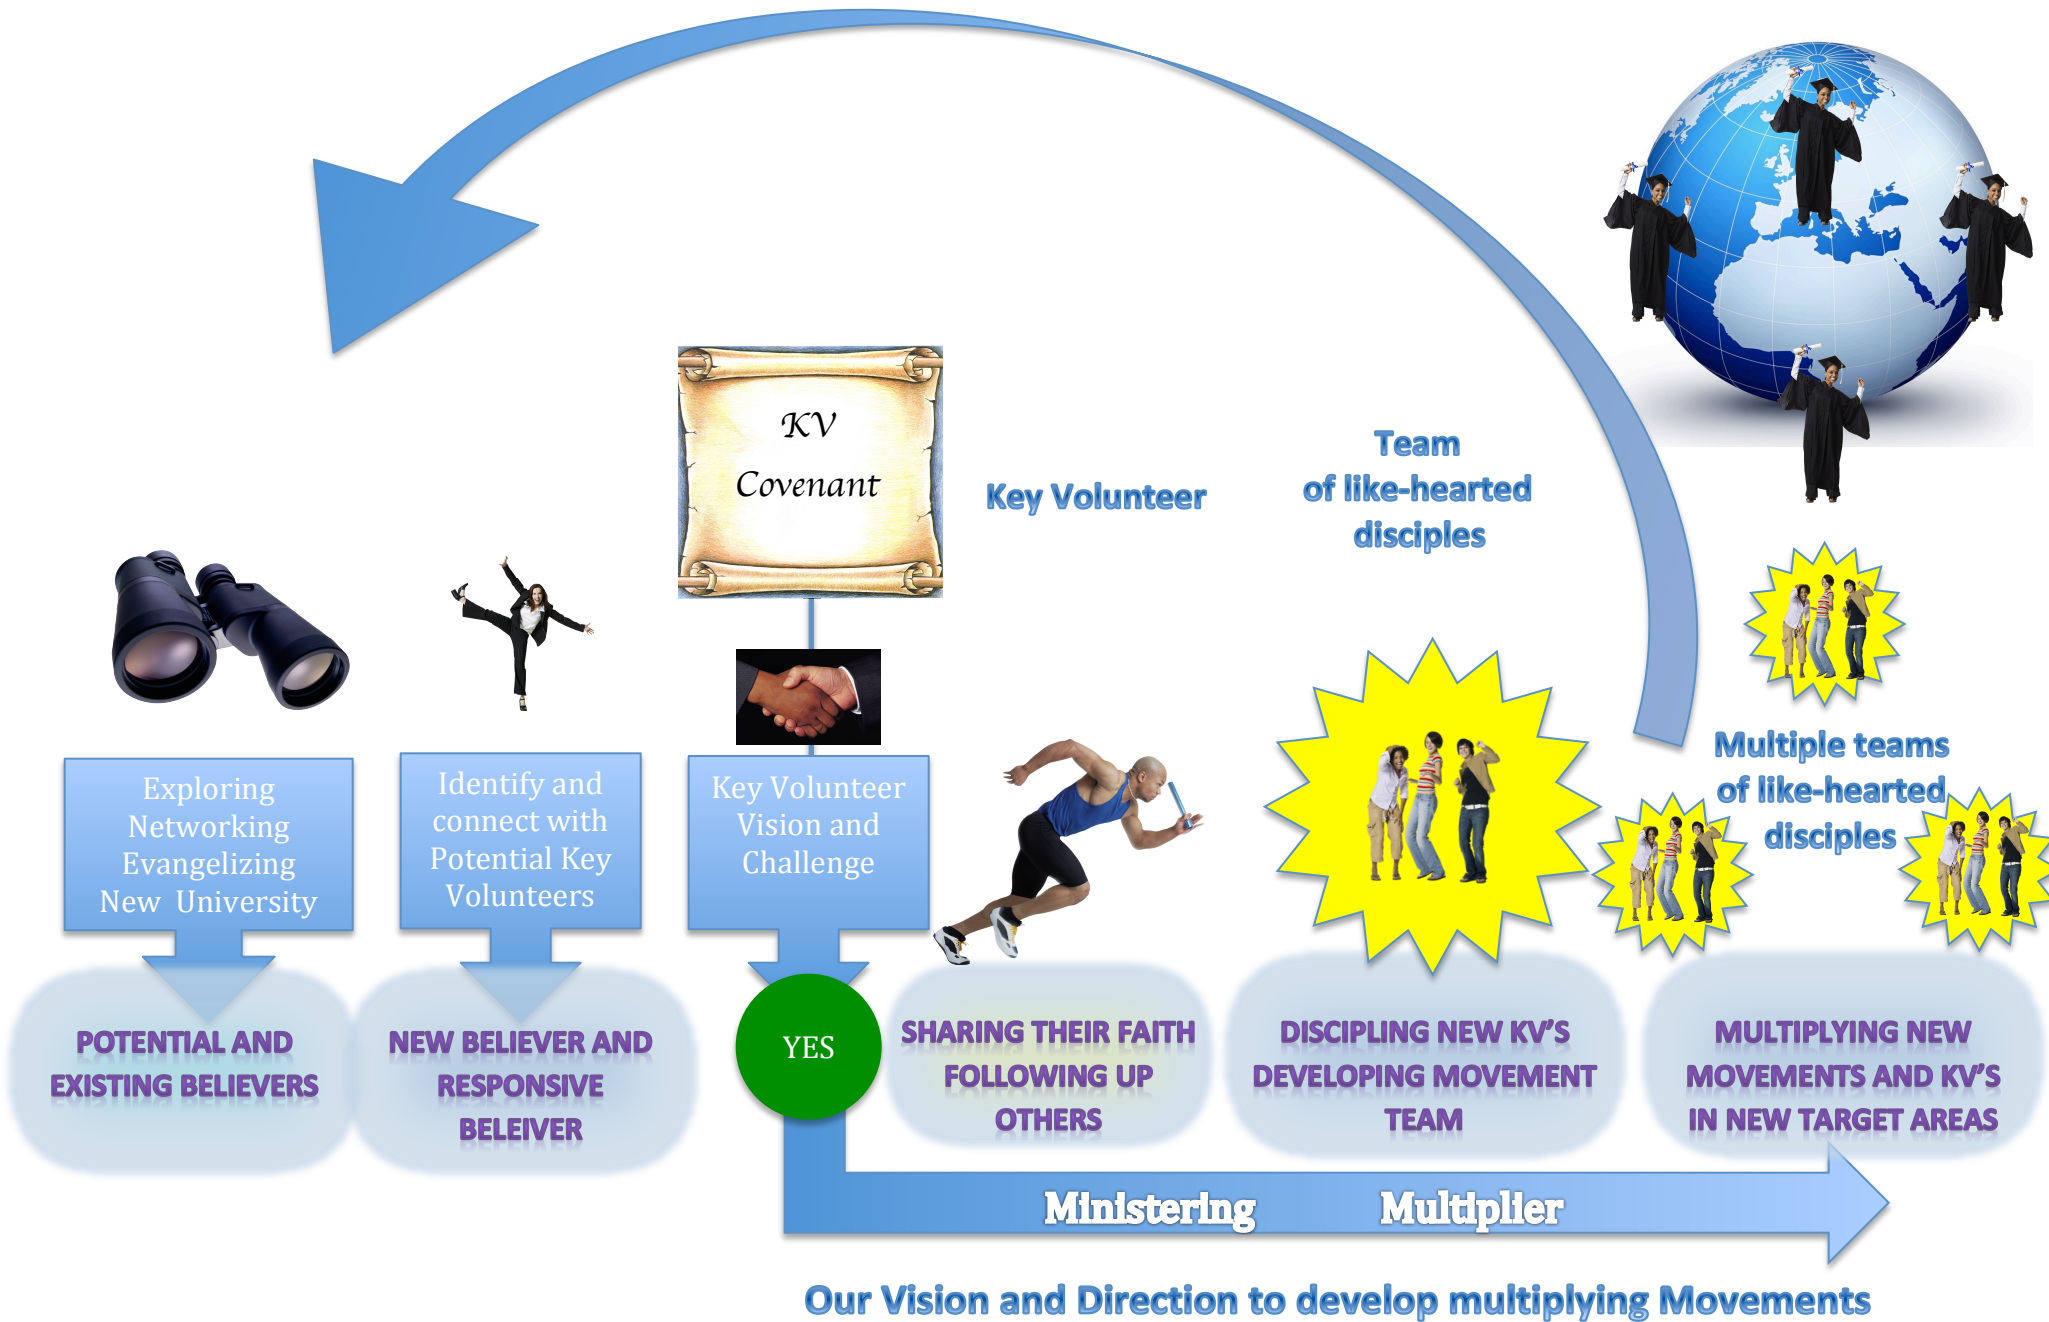 KV
Covenant
Key Volunteer
Team
of like-hearted
disciples
Multiple teams
of like-hearted
disciples
Exploring
Networking
Evangelizing
New University
Identify and
connect with
Potential Key
Volunteers
Key Volunteer
Vision and
Challenge
POTENTIAL AND
EXISTING BELIEVERS
NEW BELIEVER AND
RESPONSIVE
BELEIVER
YES
SHARING THEIR FAITH
FOLLOWING UP
OTHERS
DISCIPLING NEW KV'S
DEVELOPING MOVEMENT
TEAM
MULTIPLYING NEW
MOVEMENTS AND KV'S
IN NEW TARGET AREAS
Ministering Multiplier
Our Vision and Direction to develop multiplying Movements